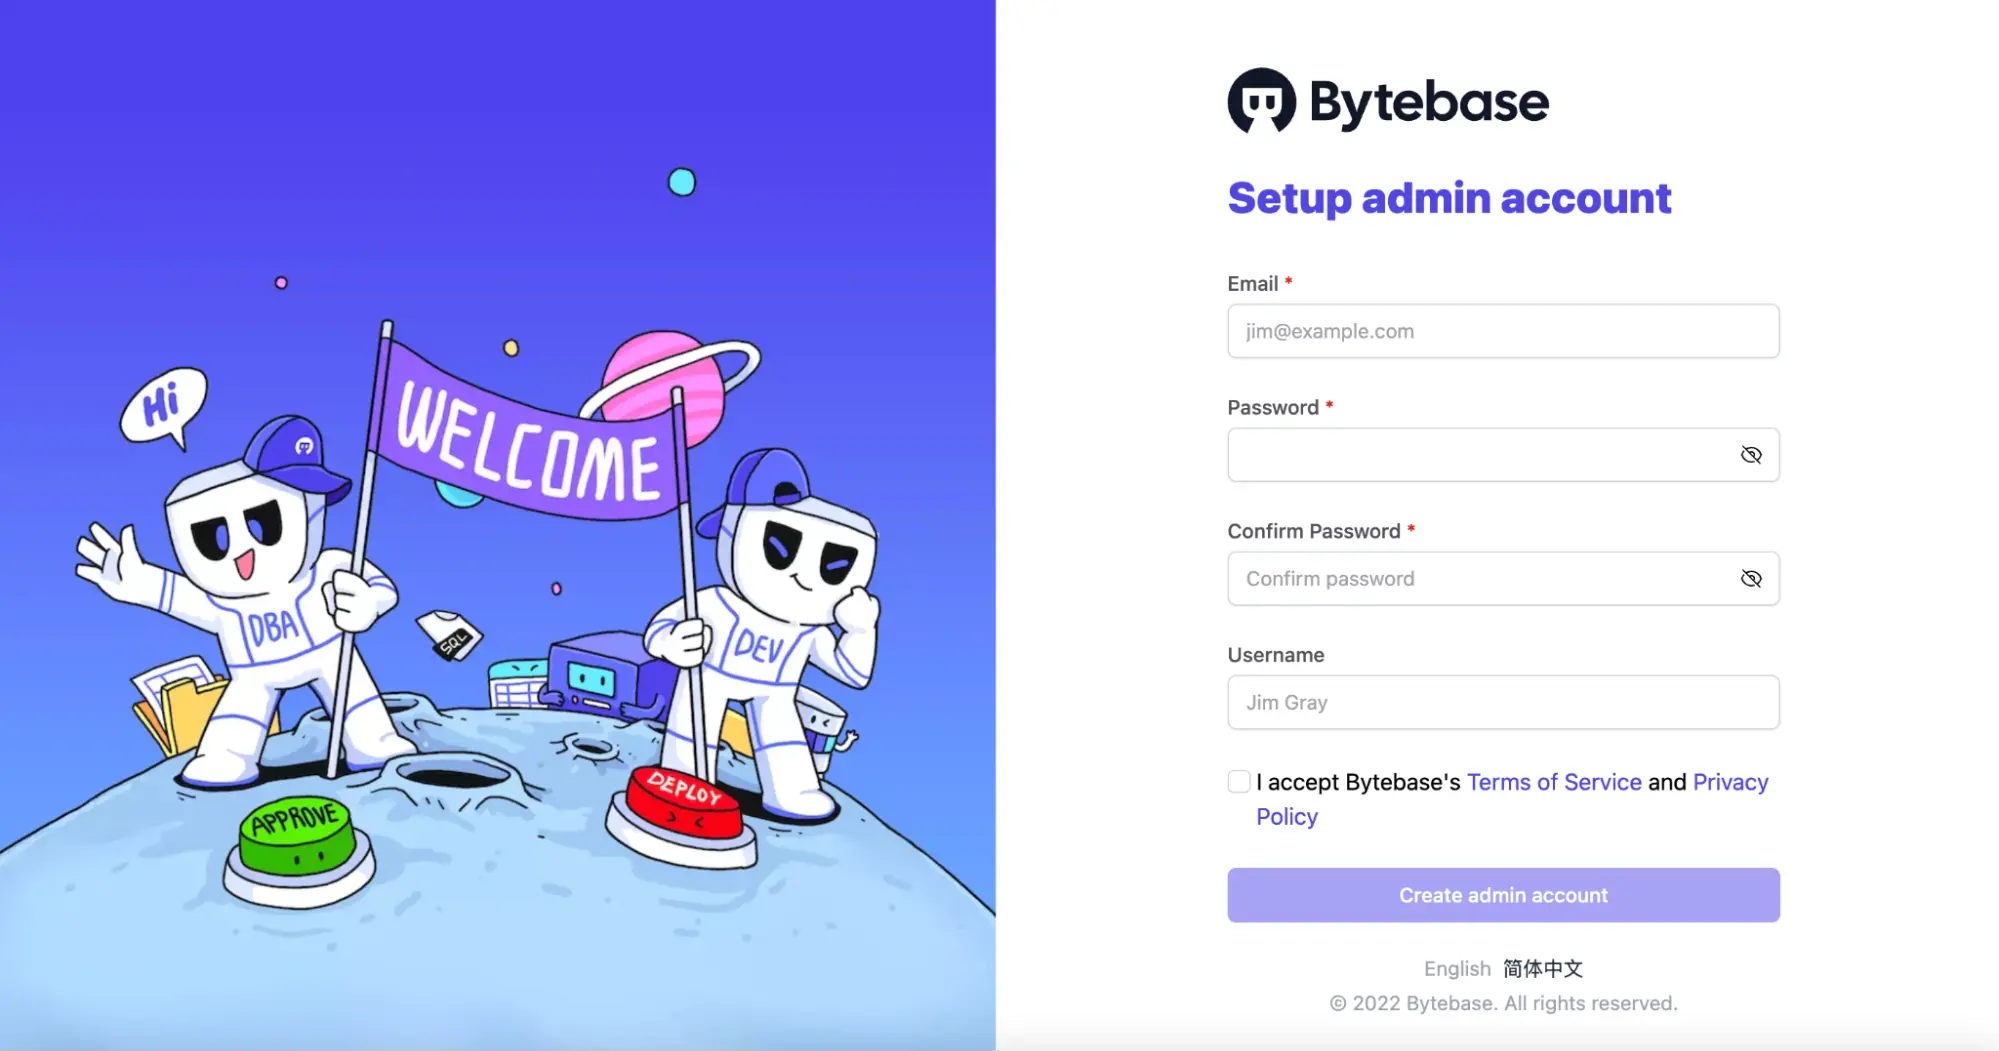 Hi
WELCOME
DBA
SQL
DEV
APPROVE
DEPLOY
Bytebase
Setup admin account
Email *
jim@example.com
Password *
Confirm Password *
Confirm password
Username
Jim Gray
I accept Bytebase's Terms of Service and Privacy
Policy
Create admin account
English 简体中文
© 2022 Bytebase. All rights reserved.